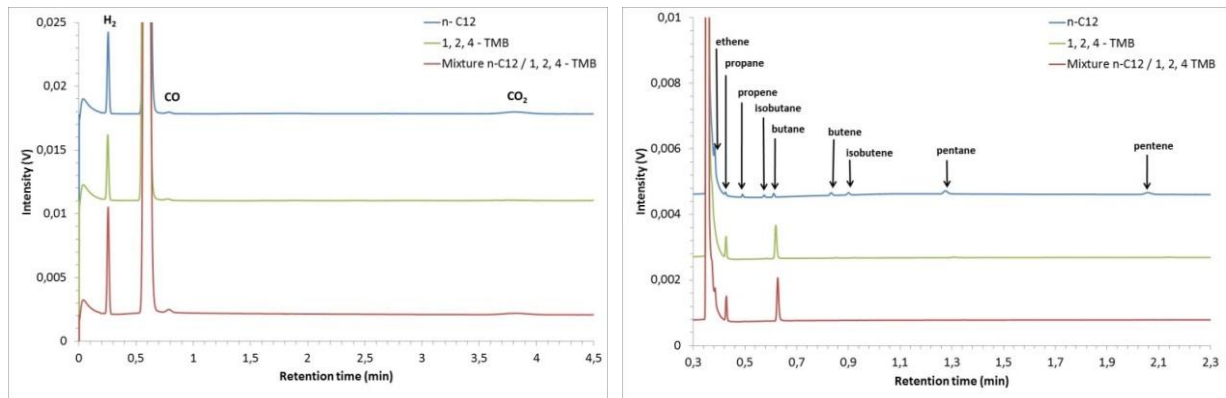 0,025
0,02
0,015
0,01
0,005
0
Intensity (V)
H2
CO
CO2
n- C12
1, 2, 4 - TMB
Mixture n-C12 / 1, 2, 4 - TMB
0
0,5
1
1,5
2
2,5
3
3,5
4
4,5
Retention time (min)
0,01
0,008
0,006
0,004
0,002
0
Intensity (V)
ethene
propane
propene
isobutane
butane
butene
isobutene
pentane
pentene
n-C12
1, 2, 4 - TMB
Mixture n-C12 / 1, 2, 4 TMB
0,3
0,5
0,7
0,9
1,1
1,3
1,5
1,7
1,9
2,1
2,3
Retention time (min)